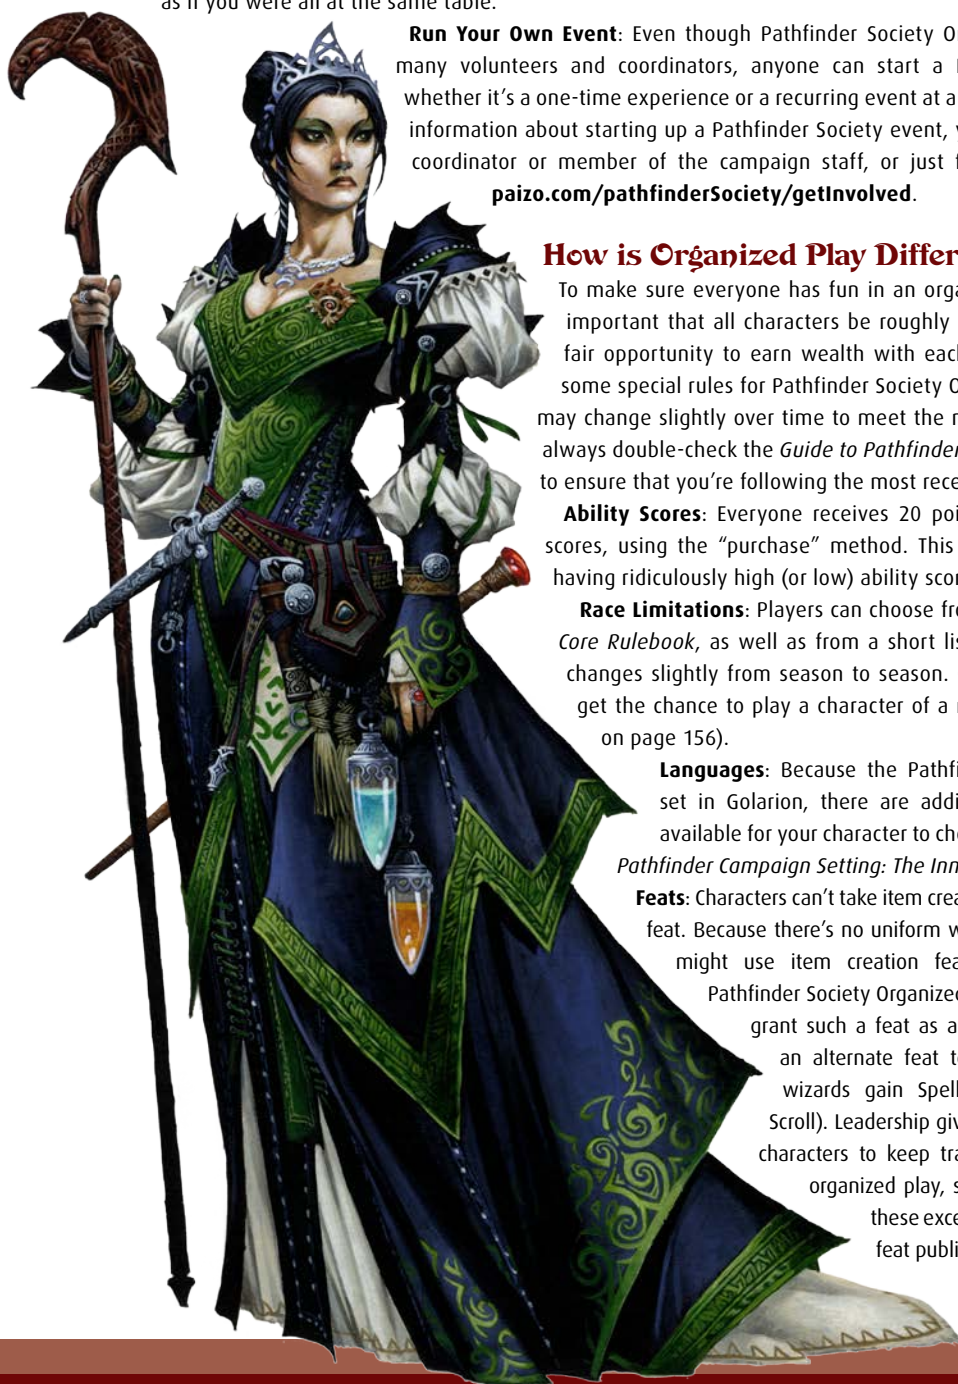 as if you were all at the same table.
Run Your Own Event: Even though Pathfinder Society Or
many volunteers and coordinators, anyone can start a
whether it's a one-time experience or a recurring event at a
information about starting up a Pathfinder Society event,
coordinator or member of the campaign staff, or just f
paizo.com/pathfinderSociety/getInvolved.
How is Organized Play Differ
To make sure everyone has fun in an orga
important that all characters be roughly
fair opportunity to earn wealth with each
some special rules for Pathfinder Society O
may change slightly over time to meet the
always double-check the Guide to Pathfinder
to ensure that you're following the most rece
Ability Scores: Everyone receives 20 poi
scores, using the “purchase” method. This
having ridiculously high (or low) ability scor
Race Limitations: Players can choose fr
Core Rulebook, as well as from a short lis
changes slightly from season to season.
get the chance to play a character of a
on page 156).
Languages: Because the Pathfi
set in Golarion, there are addi
available for your character to ch
Pathfinder Campaign Setting: The Inn
Feats: Characters can't take item crea
feat. Because there's no uniform w
might use item creation fea
Pathfinder Society Organized
grant such a feat as a
an alternate feat t
wizards gain Spell
Scroll). Leadership giv
characters to keep tra
organized play, s
these exce
feat publi